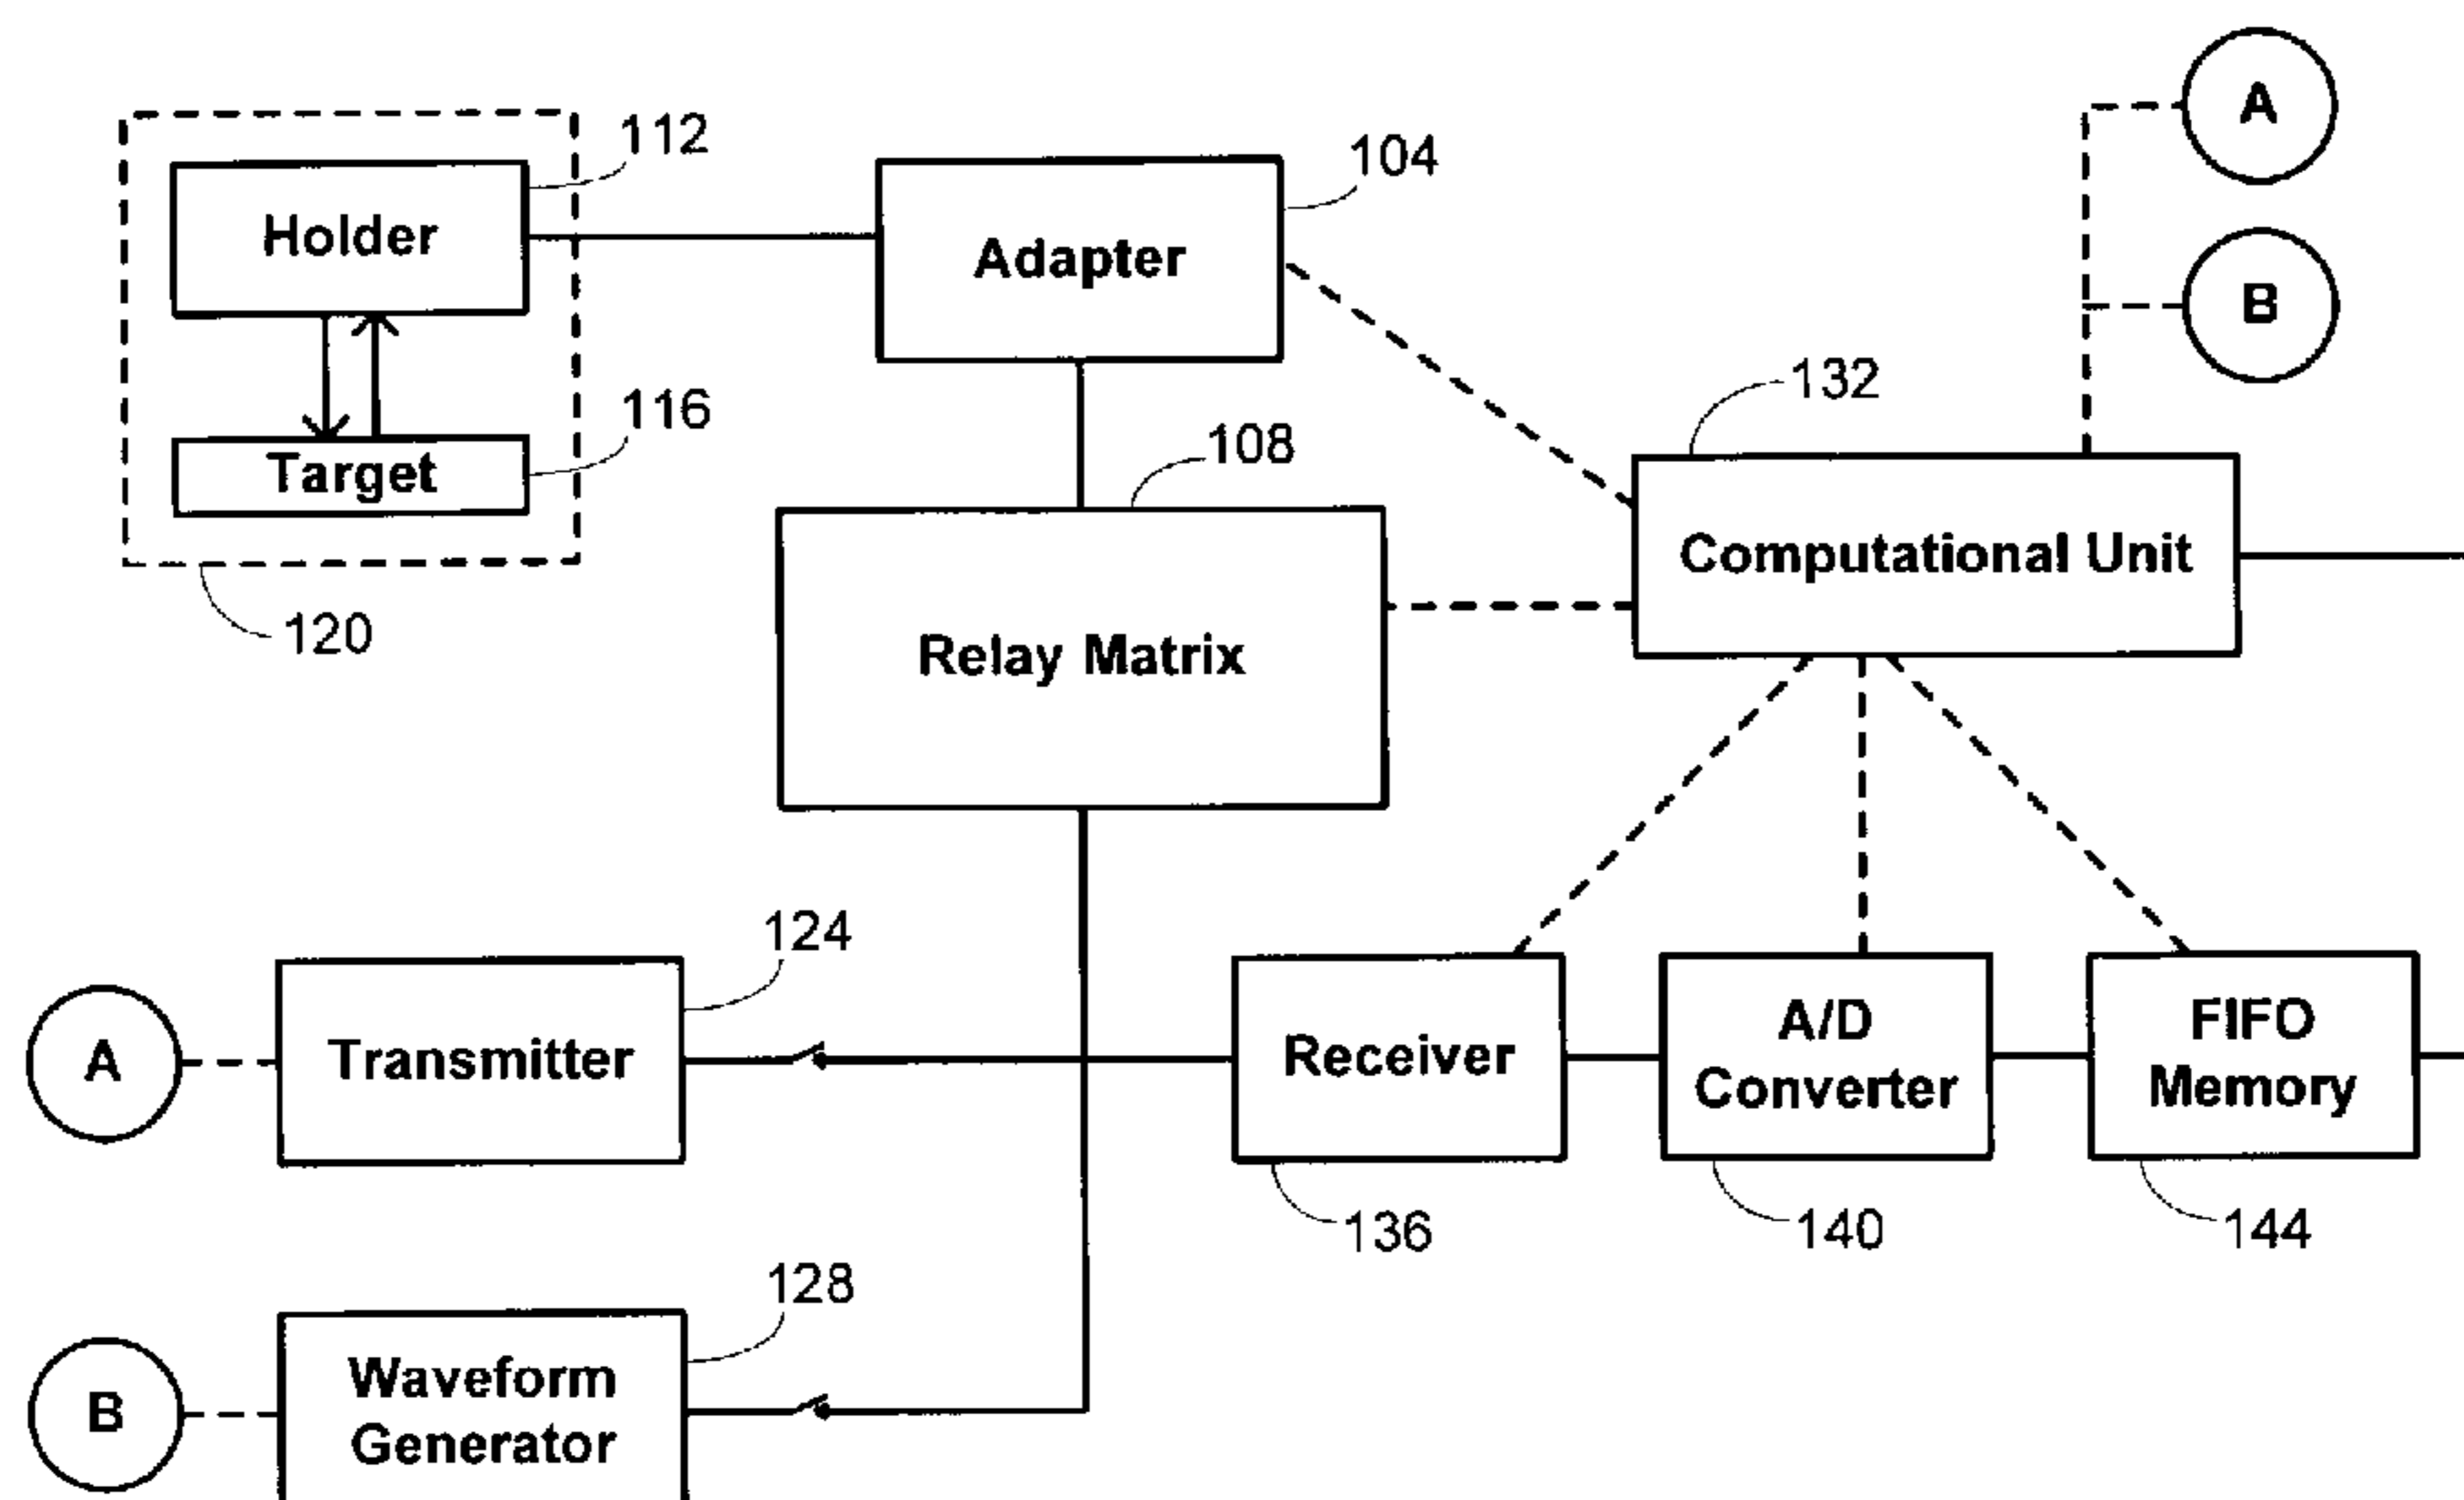 A
112
104
Holder
Adapter
B
132
116
108
Target
Computational Unit
120
Relay Matrix
124
A
Transmitter
Receiver
A/D
Converter
FIFO
Memory
136
140
144
128
B
Waveform
Generator